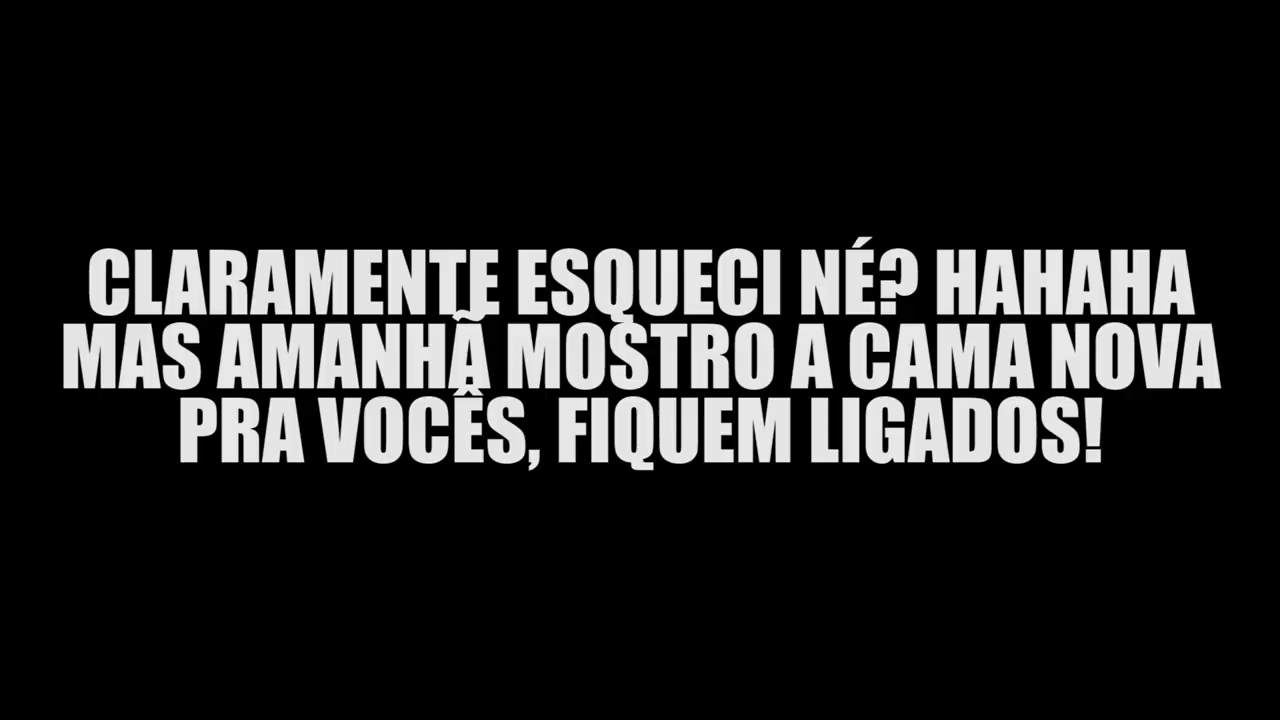 CLARAMENTE ESQUECI NÉ? HAHAHA
MAS AMANHÃ MOSTRO A CAMA NOVA
PRA VOCÊS, FIQUEM LIGADOS!